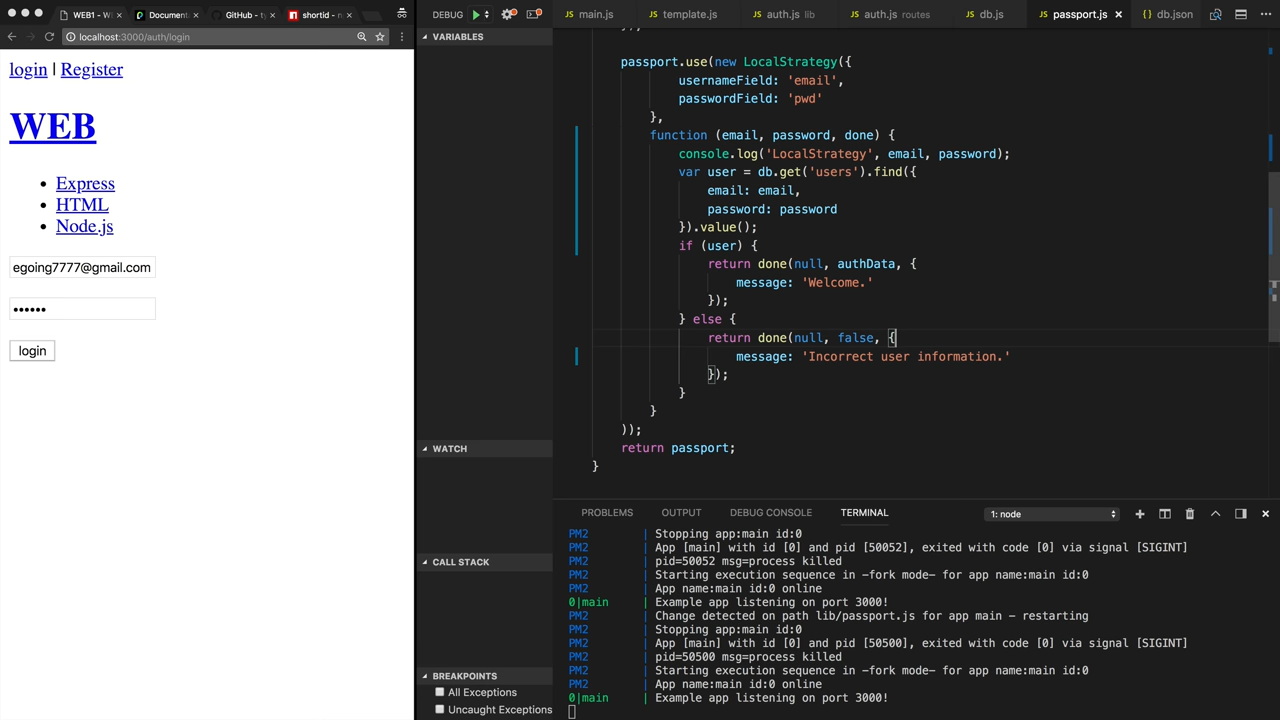 WEB1 - W
Documenta
GitHub - ty
shortid - n
localhost:3000/auth/login
login | Register
WEB
Express
HTML
Node.js
egoing7777@gmail.com
••••••
login
DEBUG
VARIABLES
WATCH
CALL STACK
BREAKPOINTS
All Exceptions
Uncaught Exceptions
main.js
template.js
auth.js lib
auth.js routes
db.js
passport.js
db.json
passport.use(new LocalStrategy({
usernameField: 'email',
passwordField: 'pwd'
},
function (email, password, done) {
console.log('LocalStrategy', email, password);
var user = db.get('users').find({
email: email,
password: password
}).value();
if (user) {
return done(null, authData, {
message: 'Welcome.'
});
} else {
return done(null, false, {
message: 'Incorrect user information.'
});
}
}
));
return passport;
}
PROBLEMS OUTPUT DEBUG CONSOLE TERMINAL 1: node
PM2 | Stopping app:main id:0
PM2 | App [main] with id [0] and pid [50052], exited with code [0] via signal [SIGINT]
PM2 | pid=50052 msg=process killed
PM2 | Starting execution sequence in -fork mode- for app name:main id:0
PM2 | App name:main id:0 online
0|main | Example app listening on port 3000!
PM2 | Change detected on path lib/passport.js for app main - restarting
PM2 | Stopping app:main id:0
PM2 | App [main] with id [0] and pid [50500], exited with code [0] via signal [SIGINT]
PM2 | pid=50500 msg=process killed
PM2 | Starting execution sequence in -fork mode- for app name:main id:0
PM2 | App name:main id:0 online
0|main | Example app listening on port 3000!